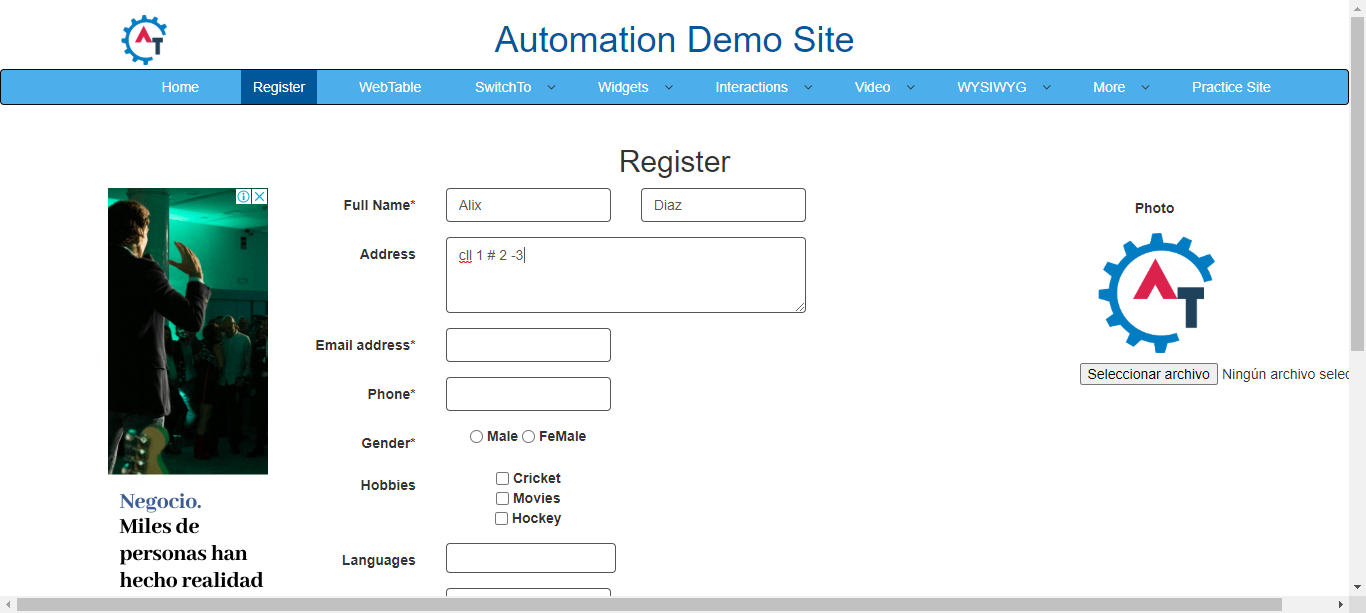 AT
Automation Demo Site
Home Register WebTable SwitchTo Widgets Interactions Video WYSIWYG More Practice Site
Register
Full Name* Alix Diaz
Photo
Address cll 1 # 2 -3
AT
Email address*
Seleccionar archivo Ningún archivo selec
Phone*
Gender* Male FeMale
Hobbies Cricket
Movies
Hockey
Languages
Negocio.
Miles de
personas han
hecho realidad